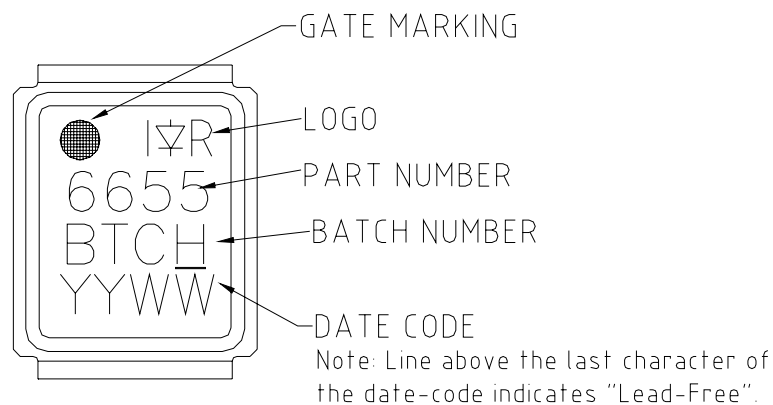 GATE MARKING
I R
LOGO
6655
PART NUMBER
BTCH
BATCH NUMBER
YYWW
DATE CODE
Note: Line above the last character of
the date-code indicates "Lead-Free".